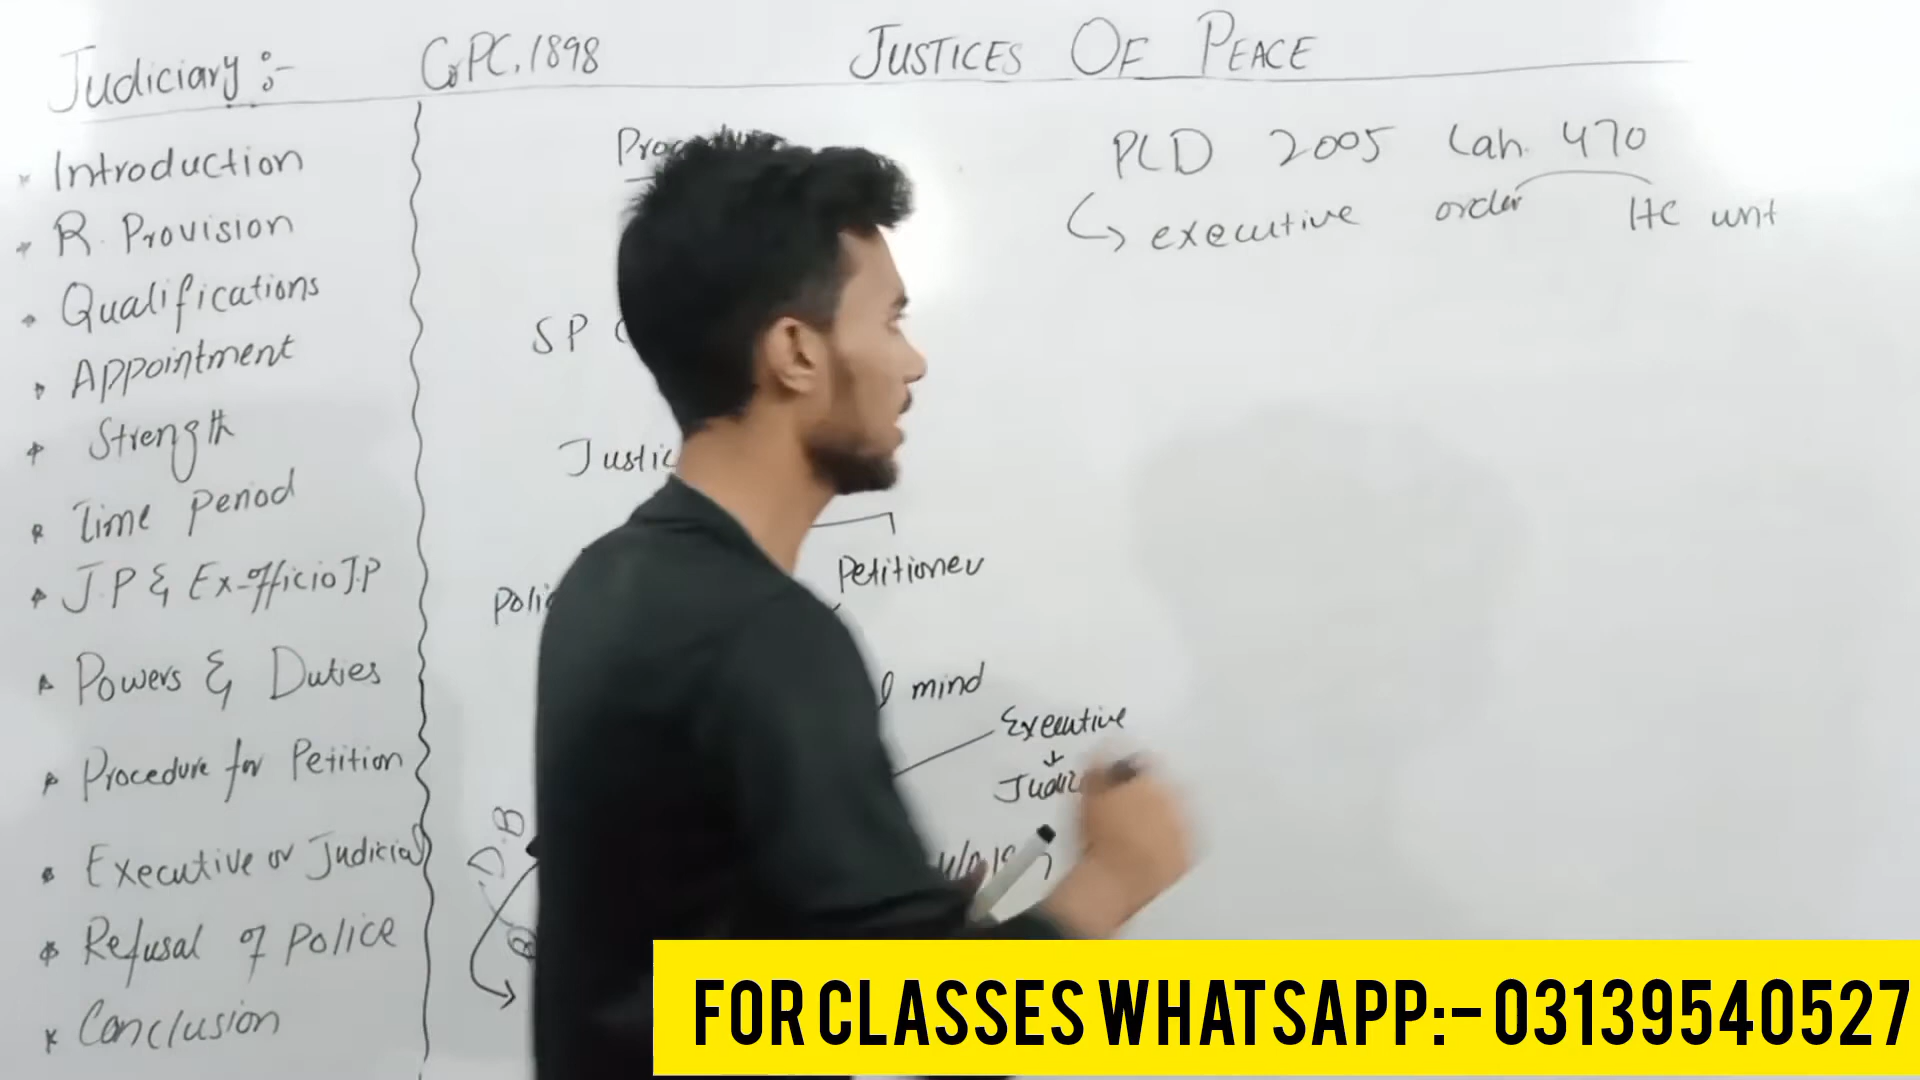 Judiciary :-
CrPC, 1898
JUSTICES OF PEACE
Introduction
R. Provision
Qualifications
Appointment
Strength
Time Period
J.P & Ex-officio J.P
Powers & Duties
Procedure for Petition
Executive or Judicial
Refusal of Police
Conclusion
SP
Petitioner
mind
Executive
D.B
PLD 2005 Lah. 470
executive order HC writ
FOR CLASSES WHATSAPP:- 03139540527